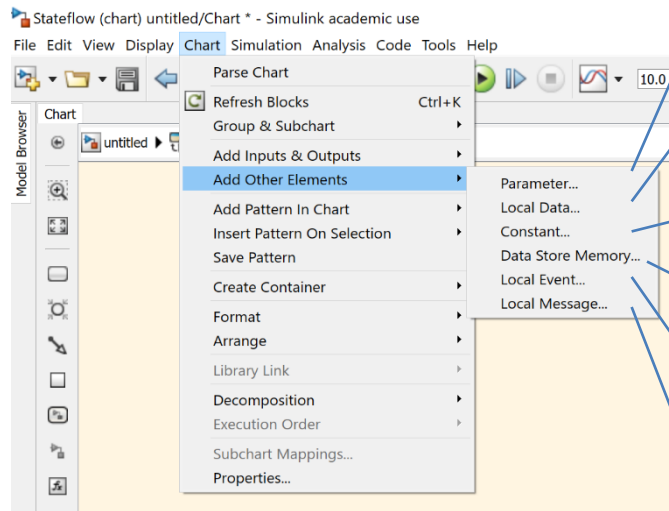 Stateflow (chart) untitled/Chart * - Simulink academic use
File Edit View Display Chart Simulation Analysis Code Tools Help
10.0
Model Browser
Chart
untitled
Parse Chart
Refresh Blocks Ctrl+K
Group & Subchart
Add Inputs & Outputs
Add Other Elements
Add Pattern In Chart
Insert Pattern On Selection
Save Pattern
Create Container
Format
Arrange
Library Link
Decomposition
Execution Order
Subchart Mappings...
Properties...
Parameter...
Local Data...
Constant...
Data Store Memory...
Local Event...
Local Message...
fx